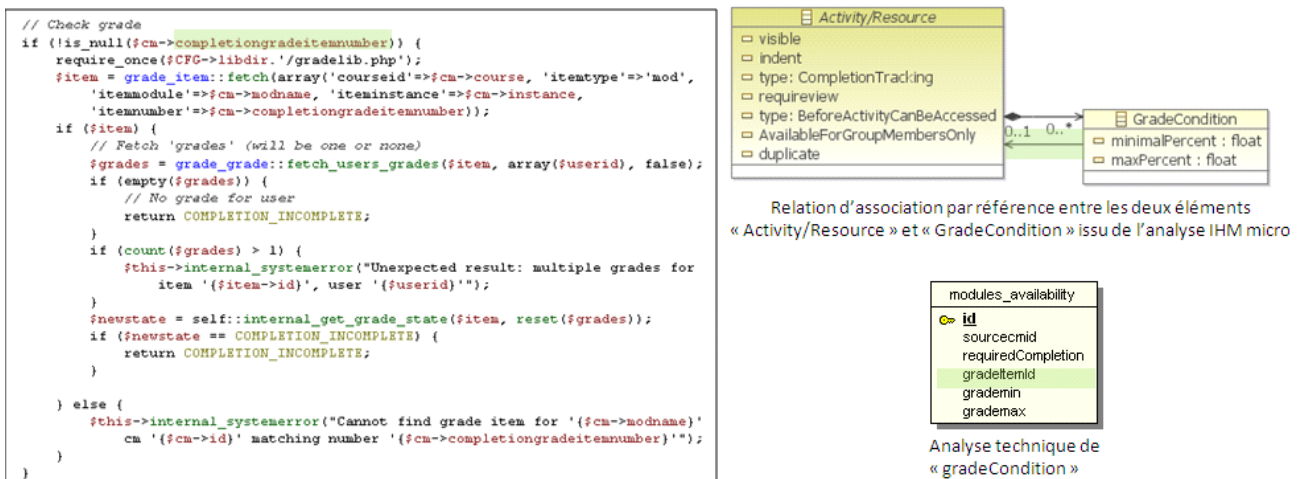 // Check grade
if (!is_null($cm->completiongradeitemnumber)) {
require_once($CFG->libdir.'/gradelib.php');
$item = grade_item::fetch(array('courseid'=>$cm->course, 'itemtype'=>'mod',
'itemmodule'=>$cm->modname, 'iteminstance'=>$cm->instance,
'itemnumber'=>$cm->completiongradeitemnumber));
if ($item) {
// Fetch 'grades' (will be one or none)
$grades = grade_grade::fetch_users_grades($item, array($userid), false);
if (empty($grades)) {
// No grade for user
return COMPLETION_INCOMPLETE;
}
if (count($grades) > 1) {
$this->internal_systemerror("Unexpected result: multiple grades for
item '{$item->id}', user '{$userid}'");
}
$newstate = self::internal_get_grade_state($item, reset($grades));
if ($newstate == COMPLETION_INCOMPLETE) {
return COMPLETION_INCOMPLETE;
}
} else {
$this->internal_systemerror("Cannot find grade item for '{$cm->modname}'
cm '{$cm->id}' matching number '{$cm->completiongradeitemnumber}'");
}
}
Activity/Resource
visible
indent
type: CompletionTracking
requireview
type: BeforeActivityCanBeAccessed
AvailableForGroupMembersOnly
duplicate
0..1 0..*
GradeCondition
minimalPercent : float
maxPercent : float
Relation d'association par référence entre les deux éléments
« Activity/Resource » et « GradeCondition » issu de l'analyse IHM micro
modules_availability
id
sourcecmid
requiredCompletion
gradeItemId
grademin
grademax
Analyse technique de
« gradeCondition »